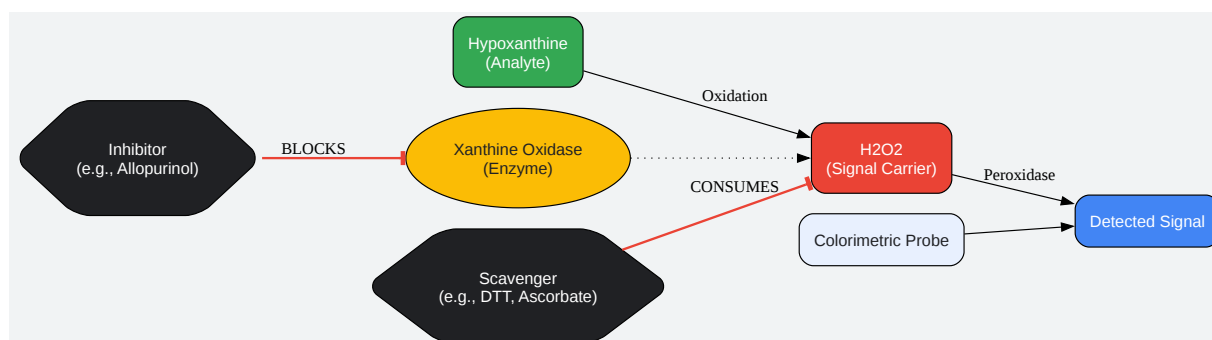 Hypoxanthine
(Analyte)
Oxidation
Inhibitor
(e.g., Allopurinol)
BLOCKS
Xanthine Oxidase
(Enzyme)
H2O2
(Signal Carrier)
CONSUMES
Peroxidase
Detected Signal
Colorimetric Probe
Scavenger
(e.g., DTT, Ascorbate)